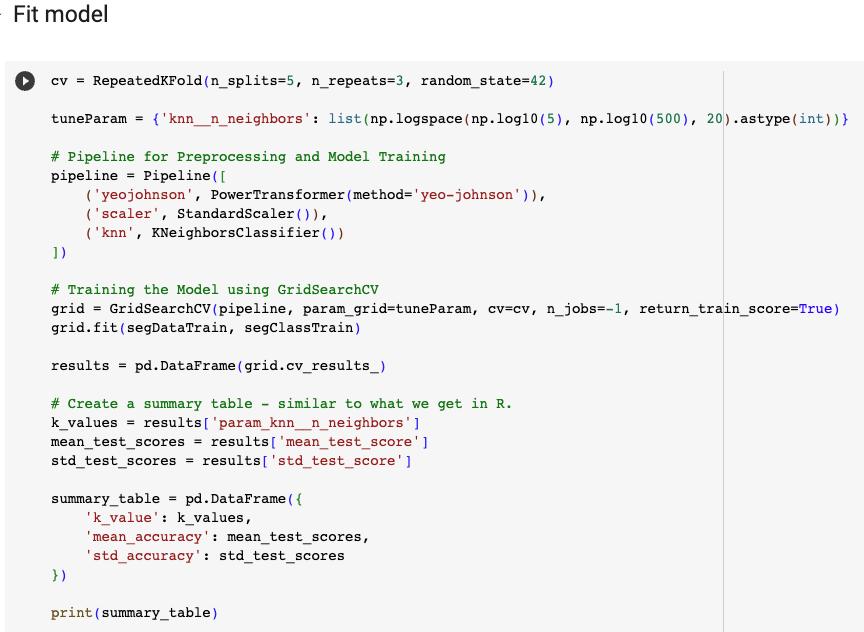 Fit model
cv = RepeatedKFold(n_splits=5, n_repeats=3, random_state=42)
tuneParam = {'knn__n_neighbors': list(np.logspace(np.log10(5), np.log10(500), 20).astype(int))}
# Pipeline for Preprocessing and Model Training
pipeline = Pipeline([
    ('yeojohnson', PowerTransformer(method='yeo-johnson')),
    ('scaler', StandardScaler()),
    ('knn', KNeighborsClassifier())
])
# Training the Model using GridSearchCV
grid = GridSearchCV(pipeline, param_grid=tuneParam, cv=cv, n_jobs=-1, return_train_score=True)
grid.fit(segDataTrain, segClassTrain)
results = pd.DataFrame(grid.cv_results_)
# Create a summary table - similar to what we get in R.
k_values = results['param_knn__n_neighbors']
mean_test_scores = results['mean_test_score']
std_test_scores = results['std_test_score']
summary_table = pd.DataFrame({
    'k_value': k_values,
    'mean_accuracy': mean_test_scores,
    'std_accuracy': std_test_scores
})
print(summary_table)